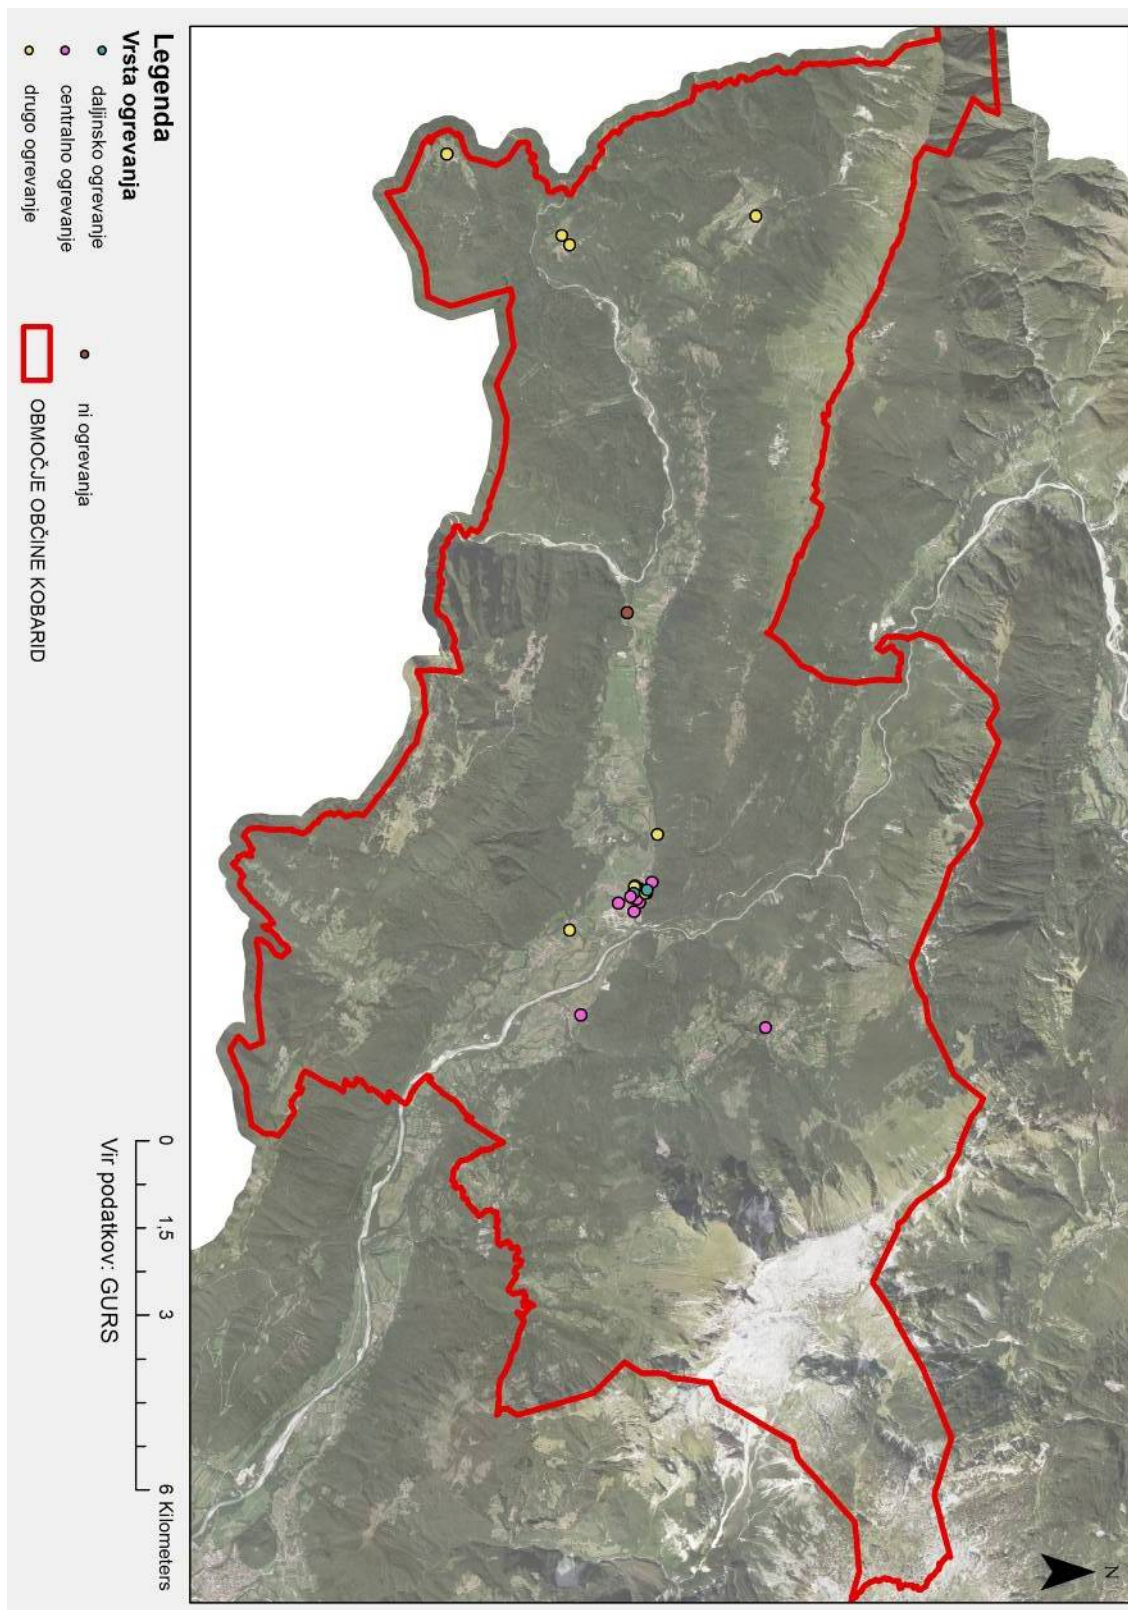 Legenda
Vrsta ogrevanja
daljinsko ogrevanje
centralno ogrevanje
drugo ogrevanje
ni ogrevanja
OBMOČJE OBČINE KOBARID
0 1,5 3 6 Kilometers
Vir podatkov: GURS
N